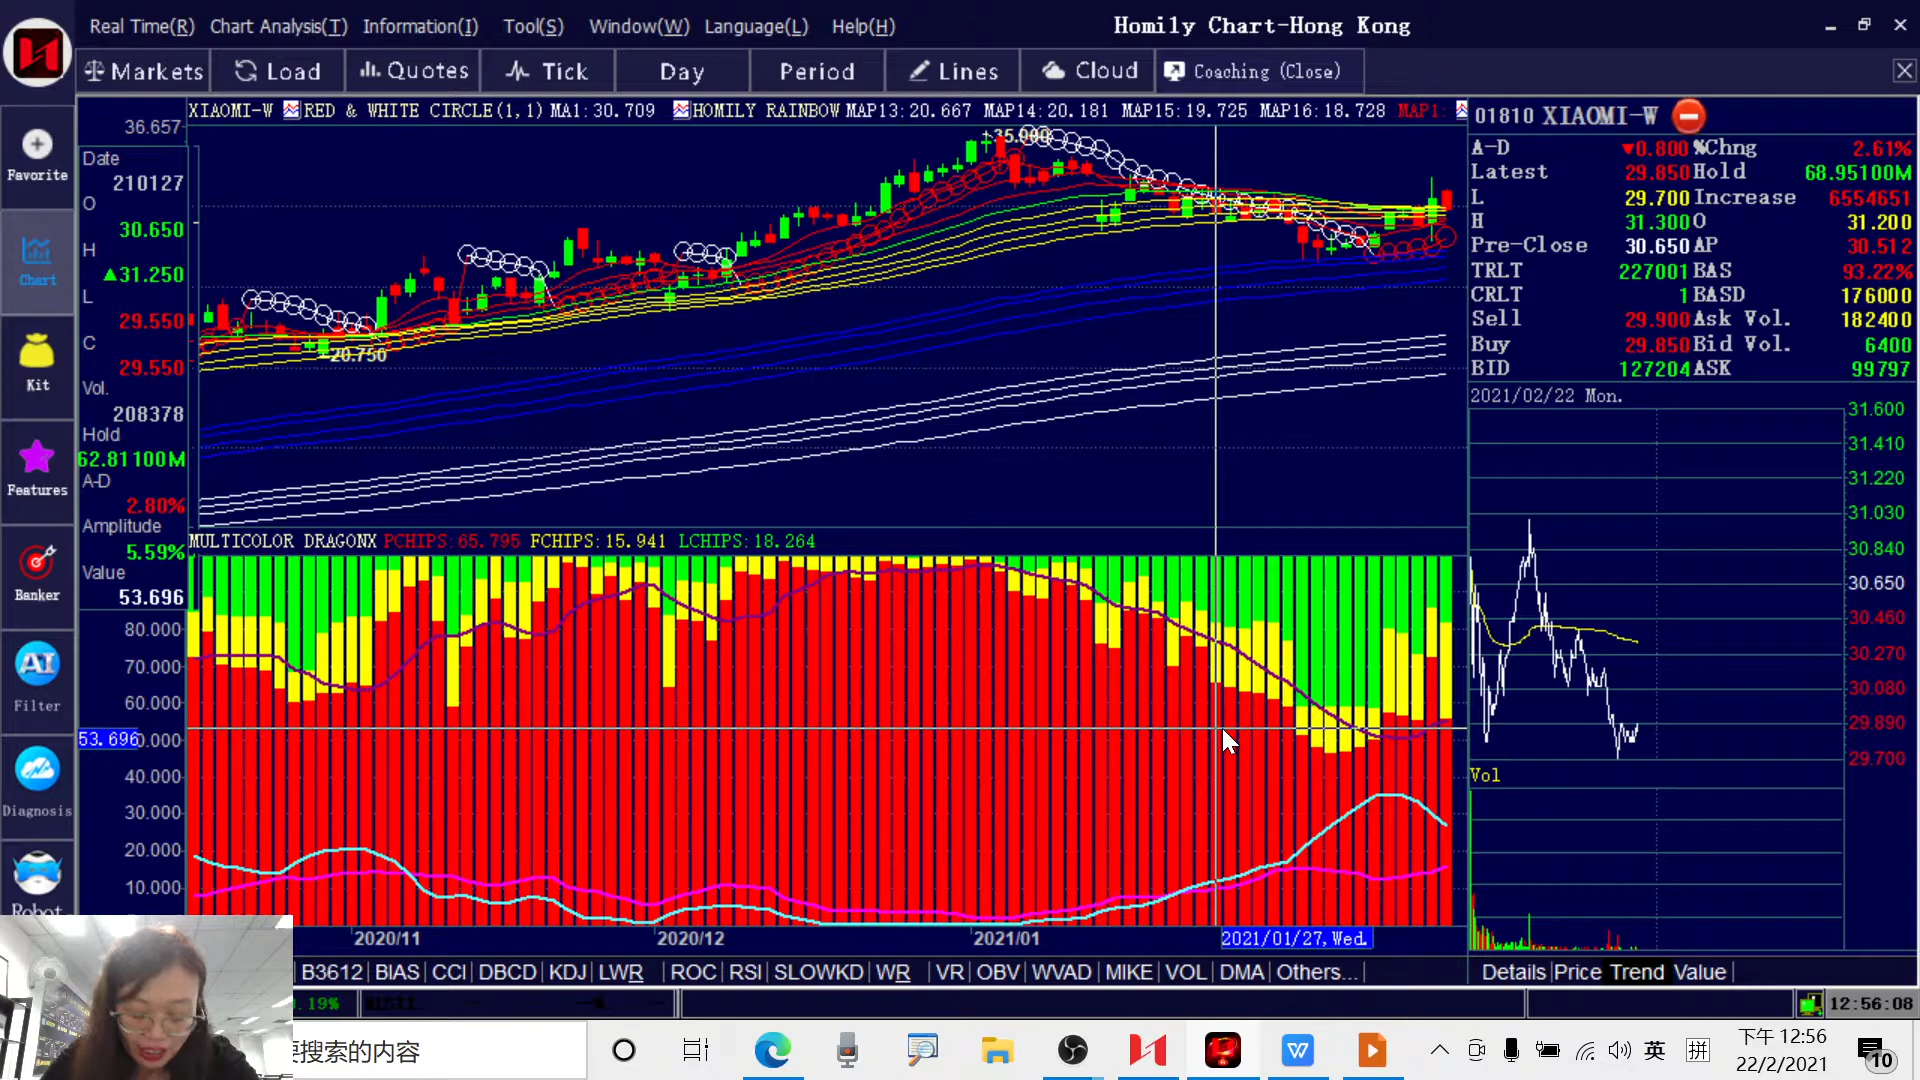 Real Time(R) Chart Analysis(T) Information(I) Tool(S) Window(W) Language(L) Help(H) Homily Chart-Hong Kong
Markets Load Quotes Tick Day Period Lines Cloud Coaching (Close)
XIAOMI-W RED & WHITE CIRCLE(1,1) MA1:30.709 HOMILY RAINBOW MAP13:20.667 MAP14:20.181 MAP15:19.725 MAP16:18.728 MAP1:
36.657
35.000
20.750
Favorite
Chart
Kit
Features
Banker
AI
Filter
Diagnosis
Robot
Date
210127
O
30.650
H
▲31.250
L
29.550
C
29.550
Vol.
208378
Hold
62.81100M
A-D
2.80%
Amplitude
5.59%
Value
53.696
MULTICOLOR DRAGONX PCHIPS:65.795 FCHIPS:15.941 LCHIPS:18.264
80.000
70.000
60.000
53.696 0.000
40.000
30.000
20.000
10.000
2020/11 2020/12 2021/01 2021/01/27,Wed.
B3612 BIAS CCI DBCD KDJ LWR ROC RSI SLOWKD WR VR OBV WVAD MIKE VOL DMA Others...
01810 XIAOMI-W
A-D ▼0.800 %Chng 2.61%
Latest 29.850 Hold 68.95100M
L 29.700 Increase 6554651
H 31.300 O 31.200
Pre-Close 30.650 AP 30.512
TRLT 227001 BAS 93.22%
CRLT 1 BASD 176000
Sell 29.900 Ask Vol. 182400
Buy 29.850 Bid Vol. 6400
BID 127204 ASK 99797
2021/02/22 Mon.
31.600
31.410
31.220
31.030
30.840
30.650
30.460
30.270
30.080
29.890
29.700
Vol
Details Price Trend Value
.19%
12:56:08
搜索的内容
英 拼
下午 12:56
22/2/2021
10